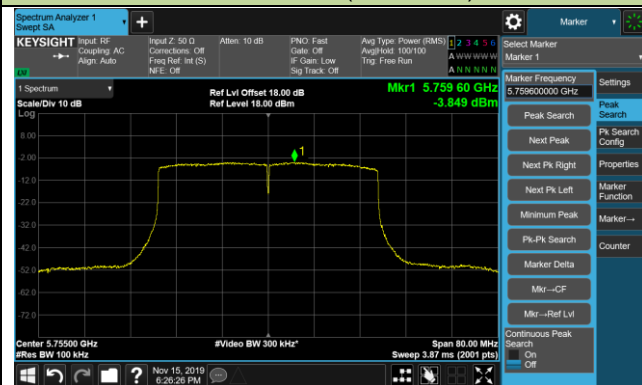 Spectrum Analyzer 1
Swept SA
Marker
KEYSIGHT
Input: RF
Coupling: AC
Align: Auto
Input Z: 50 Ω
Corrections: Off
Freq Ref: Int (S)
NFE: Off
Atten: 10 dB
PNO: Fast
Gate: Off
IF Gain: Low
Sig Track: Off
Avg Type: Power (RMS)
Avg|Hold: 100/100
Trig: Free Run
1 2 3 4 5 6
A W W W W W
A N N N N N
LXI
Select Marker
Marker 1
1 Spectrum
Scale/Div 10 dB
Log
Ref Lvl Offset 18.00 dB
Ref Level 18.00 dBm
Mkr1 5.759 60 GHz
-3.849 dBm
8.00
-2.00
-12.0
-22.0
-32.0
-42.0
-52.0
-62.0
-72.0
1
Center 5.75500 GHz
#Res BW 100 kHz
#Video BW 300 kHz*
Span 80.00 MHz
Sweep 3.87 ms (2001 pts)
Marker Frequency
5.759600000 GHz
Peak Search
Next Peak
Next Pk Right
Next Pk Left
Minimum Peak
Pk-Pk Search
Marker Delta
Mkr→CF
Mkr→Ref Lvl
Continuous Peak
Search
On
Off
Settings
Peak
Search
Pk Search
Config
Properties
Marker
Function
Marker→
Counter
Nov 15, 2019
6:26:26 PM